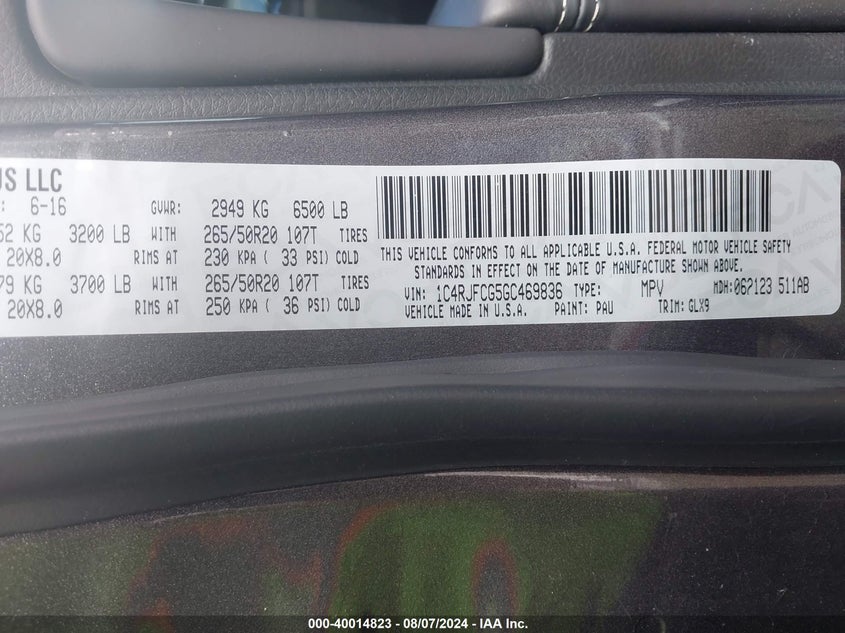 US LLC
6-16 GVWR: 2949 KG 6500 LB
52 KG 3200 LB WITH 265/50R20 107T TIRES
20X8.0 RIMS AT 230 KPA ( 33 PSI) COLD
79 KG 3700 LB WITH 265/50R20 107T TIRES
20X8.0 RIMS AT 250 KPA ( 36 PSI) COLD
THIS VEHICLE CONFORMS TO ALL APPLICABLE U.S.A. FEDERAL MOTOR VEHICLE SAFETY
STANDARDS IN EFFECT ON THE DATE OF MANUFACTURE SHOWN ABOVE.
VIN: 1C4RJFCG5GC469836 TYPE: MPV MDH: 062123 511AB
VEHICLE MADE IN U.S.A. PAINT: PAU TRIM: GLX9
000-40014823 - 08/07/2024 - IAA Inc.